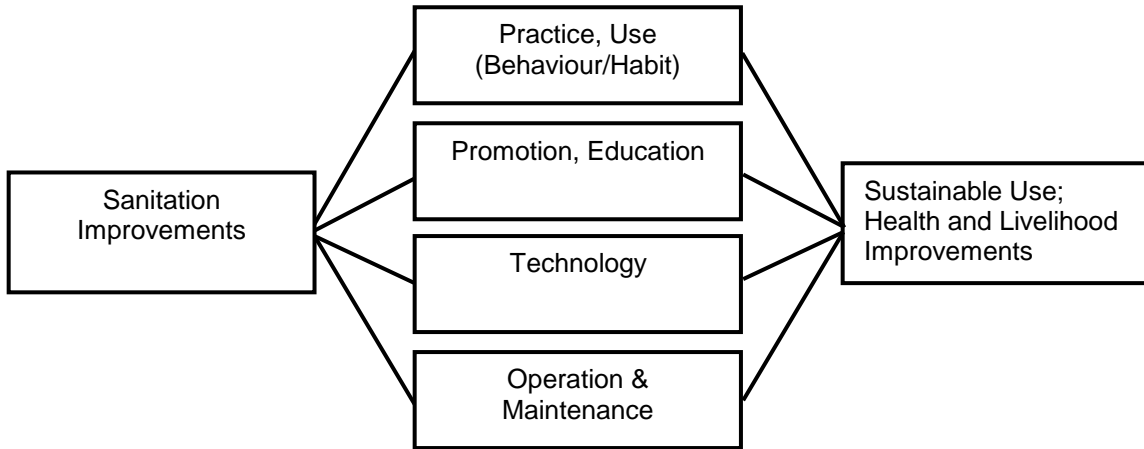 Practice, Use
(Behaviour/Habit)
Promotion, Education
Sanitation
Improvements
Sustainable Use;
Health and Livelihood
Improvements
Technology
Operation &
Maintenance